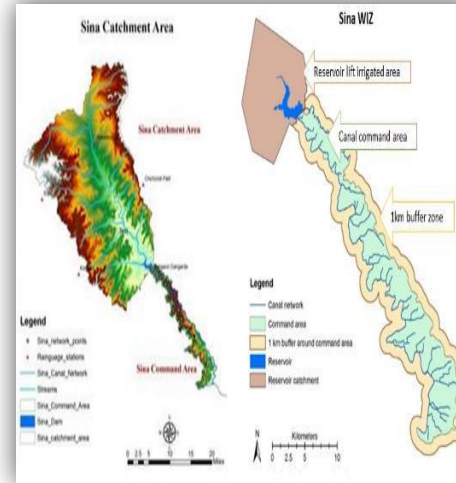 Sina Catchment Area
Sina Catchment Area
Sina Command Area
Legend
Sina_network_points
Rainguage_stations
Sina_Canal_Network
Streams
Sina_Command_Area
Sina_Dam
Sina_catchment_area
0 2.5 5 10 15 20
Miles
Sina WIZ
Reservoir lift irrigated area
Canal command area
1km buffer zone
Legend
Canal network
Command area
1 km buffer around command area
Reservoir
Reservoir catchment
N
Kilometers
0 2.5 5 10